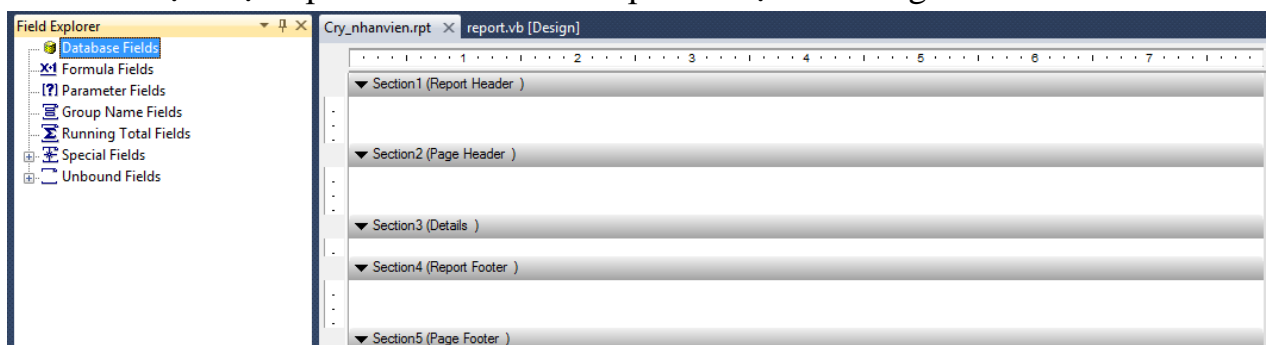 Field Explorer
Database Fields
Formula Fields
Parameter Fields
Group Name Fields
Running Total Fields
Special Fields
Unbound Fields
Cry_nhanvien.rpt report.vb [Design]
1 2 3 4 5 6 7
Section1 (Report Header )
Section2 (Page Header )
Section3 (Details )
Section4 (Report Footer )
Section5 (Page Footer )